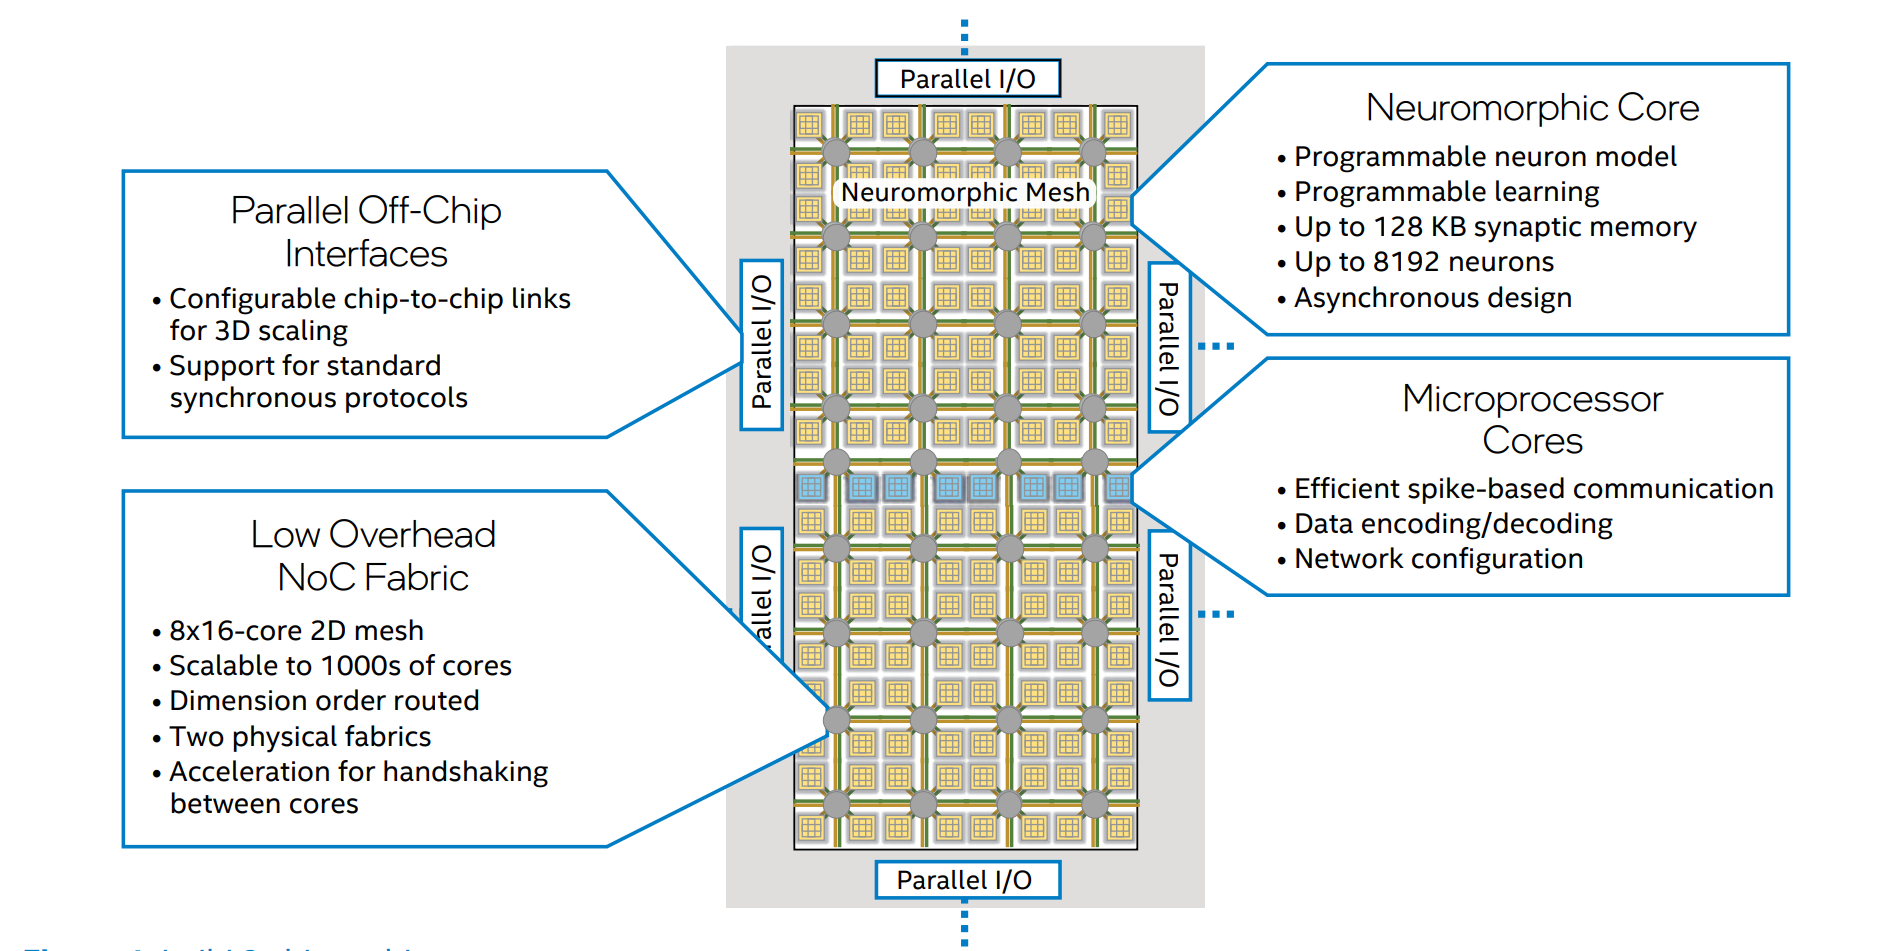 Parallel I/O
Neuromorphic Mesh
Parallel Off-Chip
Interfaces
• Configurable chip-to-chip links
for 3D scaling
• Support for standard
synchronous protocols
Low Overhead
NoC Fabric
• 8x16-core 2D mesh
• Scalable to 1000s of cores
• Dimension order routed
• Two physical fabrics
• Acceleration for handshaking
between cores
Parallel I/O
allel I/O
Parallel I/O
Parallel I/O
Neuromorphic Core
• Programmable neuron model
• Programmable learning
• Up to 128 KB synaptic memory
• Up to 8192 neurons
• Asynchronous design
Microprocessor
Cores
• Efficient spike-based communication
• Data encoding/decoding
• Network configuration
Parallel I/O